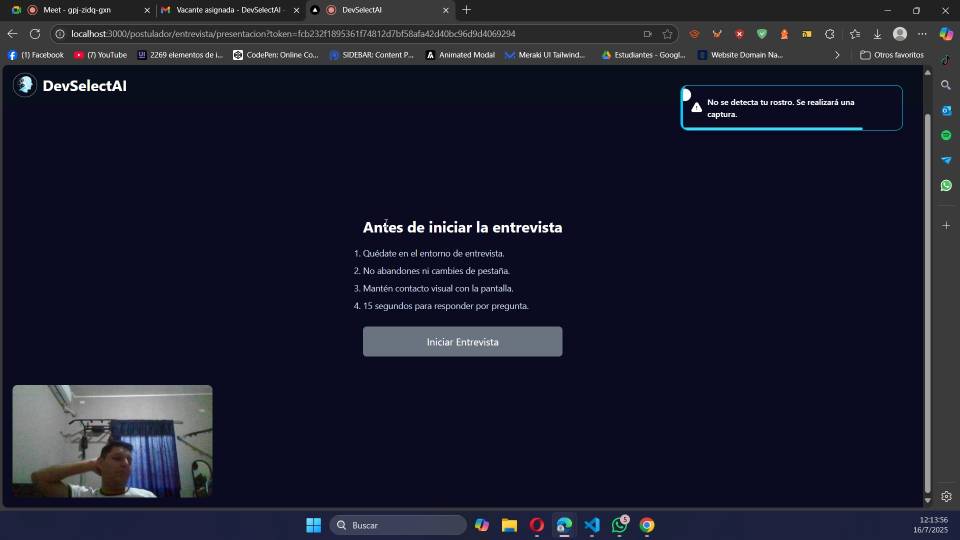 Meet - gpj-zidq-gxn
Vacante asignada - DevSelectAI -
DevSelectAI
localhost:3000/postulador/entrevista/presentacion?token=fcb232f1895361f74812d7bf58afa42d40bc96d9d4069294
(1) Facebook
(7) YouTube
2269 elementos de i...
CodePen: Online Co...
SIDEBAR: Content P...
Animated Modal
Meraki UI Tailwind...
Estudiantes - Googl...
Website Domain Na...
Otros favoritos
DevSelectAI
No se detecta tu rostro. Se realizará una
captura.
Antes de iniciar la entrevista
1. Quédate en el entorno de entrevista.
2. No abandones ni cambies de pestaña.
3. Mantén contacto visual con la pantalla.
4. 15 segundos para responder por pregunta.
Iniciar Entrevista
Buscar
5
12:13:56
16/7/2025